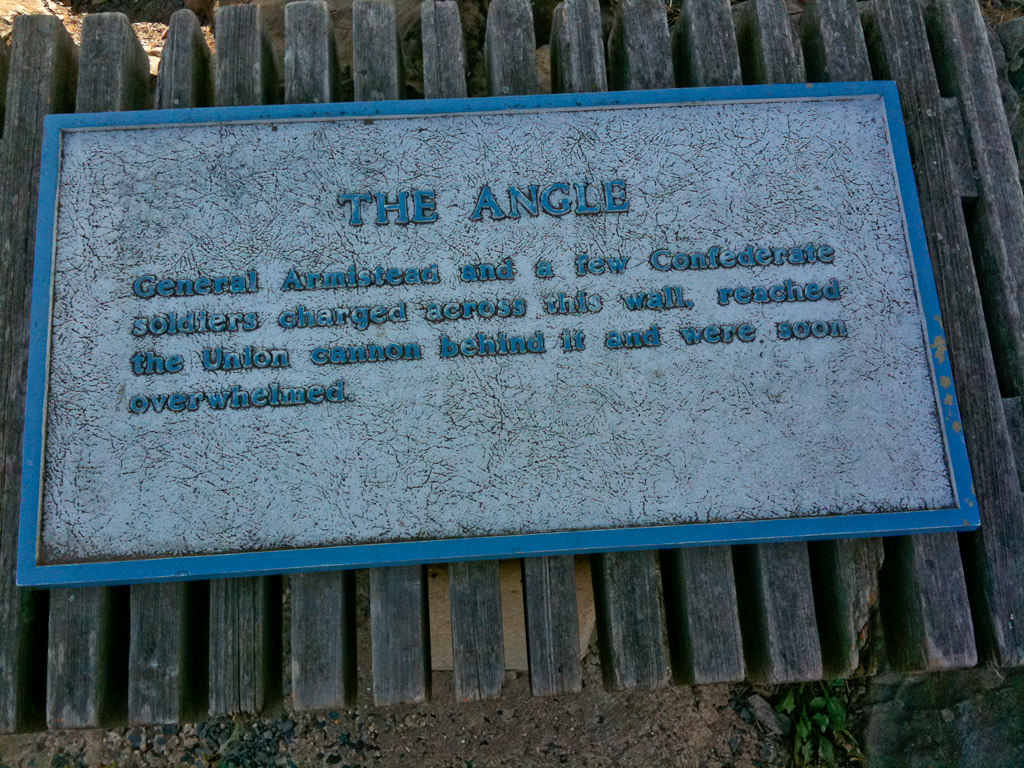 THE ANGLE
General Armistead and a few Confederate
soldiers charged across this wall, reached
the Union cannon behind it and were soon
overwhelmed.